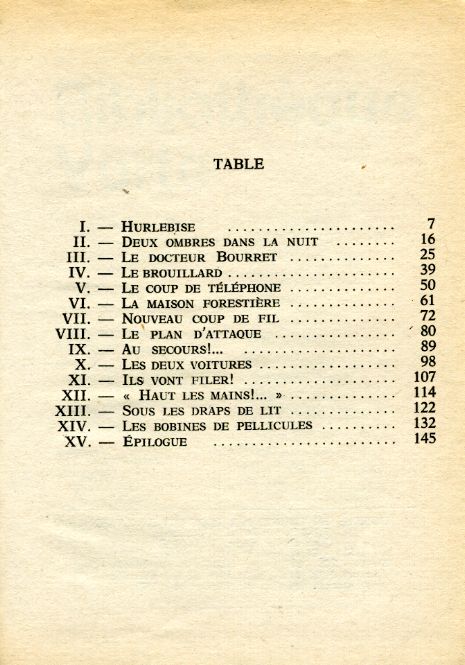 TABLE
I. — HURLEBISE .......................... 7
II. — DEUX OMBRES DANS LA NUIT ........ 16
III. — LE DOCTEUR BOURRET ............... 25
IV. — LE BROUILLARD ..................... 39
V. — LE COUP DE TÉLÉPHONE .............. 50
VI. — LA MAISON FORESTIÈRE .............. 61
VII. — NOUVEAU COUP DE FIL .............. 72
VIII. — LE PLAN D'ATTAQUE ................. 80
IX. — AU SECOURS!... .................... 89
X. — LES DEUX VOITURES ................ 98
XI. — ILS VONT FILER! .................... 107
XII. — « HAUT LES MAINS!... » .............. 114
XIII. — SOUS LES DRAPS DE LIT ............. 122
XIV. — LES BOBINES DE PELLICULES .......... 132
XV. — ÉPILOGUE ......................... 145